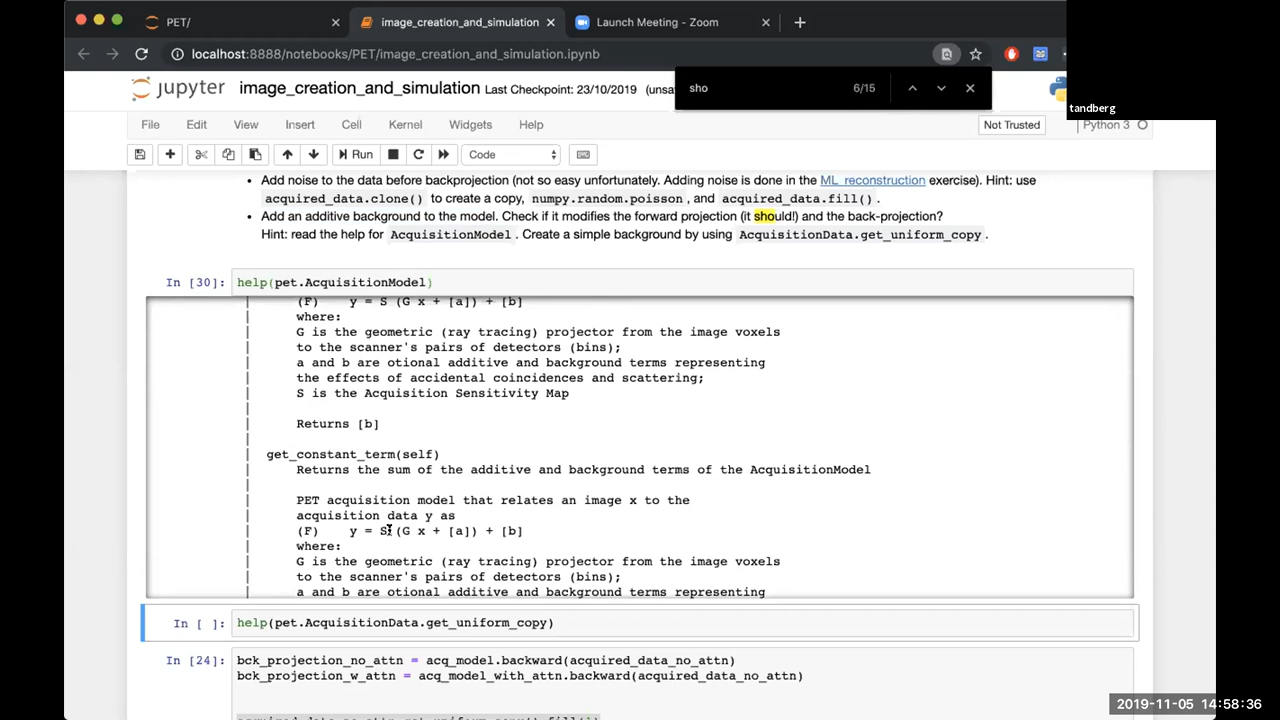 PET/
image_creation_and_simulation
Launch Meeting - Zoom
localhost:8888/notebooks/PET/image_creation_and_simulation.ipynb
sho
6/15
tandberg
jupyter
image_creation_and_simulation
Last Checkpoint: 23/10/2019 (unsa
File Edit View Insert Cell Kernel Widgets Help
Not Trusted
Python 3
Run
Code
Add noise to the data before backprojection (not so easy unfortunately. Adding noise is done in the ML_reconstruction exercise). Hint: use
acquired_data.clone() to create a copy, numpy.random.poisson, and acquired_data.fill().
Add an additive background to the model. Check if it modifies the forward projection (it should!) and the back-projection?
Hint: read the help for AcquisitionModel. Create a simple background by using AcquisitionData.get_uniform_copy.
In [30]: help(pet.AcquisitionModel)
(F) y = S (G x + [a]) + [b]
where:
G is the geometric (ray tracing) projector from the image voxels
to the scanner's pairs of detectors (bins);
a and b are otional additive and background terms representing
the effects of accidental coincidences and scattering;
S is the Acquisition Sensitivity Map
Returns [b]
get_constant_term(self)
Returns the sum of the additive and background terms of the AcquisitionModel
PET acquisition model that relates an image x to the
acquisition data y as
(F) y = S (G x + [a]) + [b]
where:
G is the geometric (ray tracing) projector from the image voxels
to the scanner's pairs of detectors (bins);
a and b are otional additive and background terms representing
In [ ]: help(pet.AcquisitionData.get_uniform_copy)
In [24]: bck_projection_no_attn = acq_model.backward(acquired_data_no_attn)
bck_projection_w_attn = acq_model_with_attn.backward(acquired_data_no_attn)
2019-11-05 14:58:36